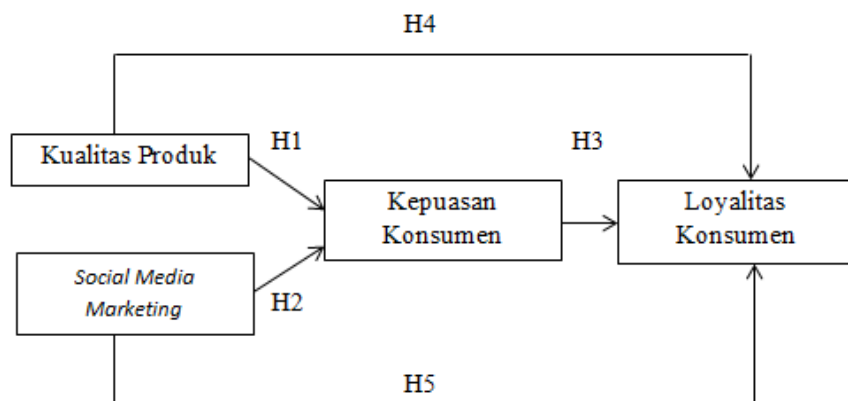 H4
Kualitas Produk
H1
H3
Kepuasan
Konsumen
Loyalitas
Konsumen
Social Media
Marketing
H2
H5